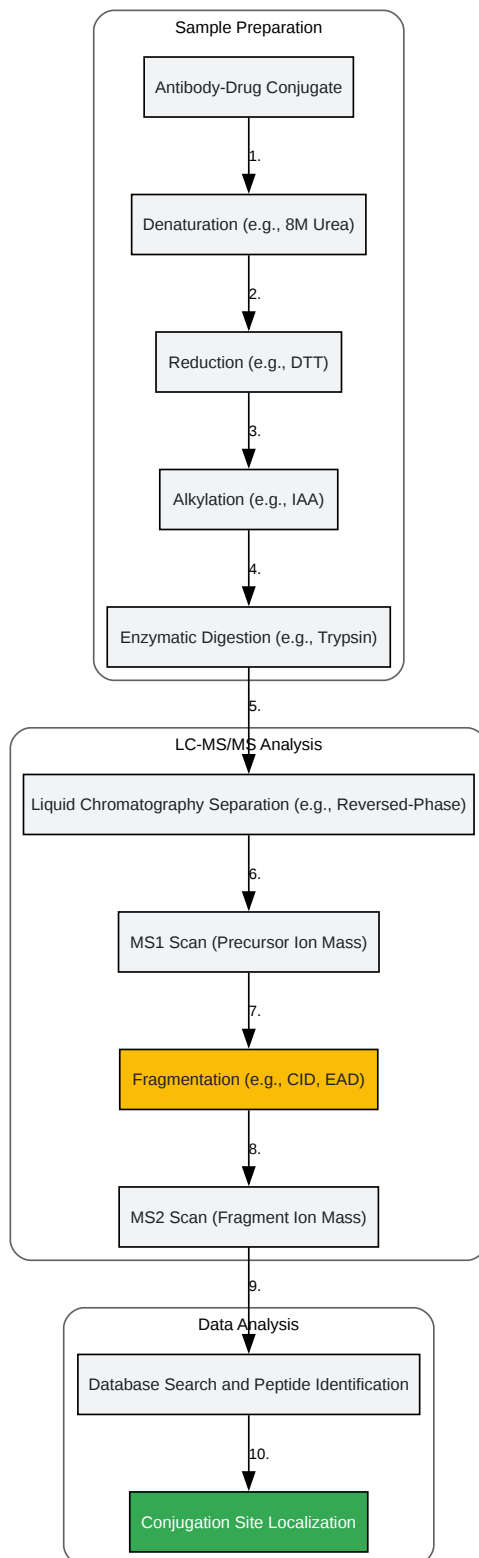 Sample Preparation
Antibody-Drug Conjugate
1.
Denaturation (e.g., 8M Urea)
2.
Reduction (e.g., DTT)
3.
Alkylation (e.g., IAA)
4.
Enzymatic Digestion (e.g., Trypsin)
5.
LC-MS/MS Analysis
Liquid Chromatography Separation (e.g., Reversed-Phase)
6.
MS1 Scan (Precursor Ion Mass)
7.
Fragmentation (e.g., CID, EAD)
8.
MS2 Scan (Fragment Ion Mass)
9.
Data Analysis
Database Search and Peptide Identification
10.
Conjugation Site Localization